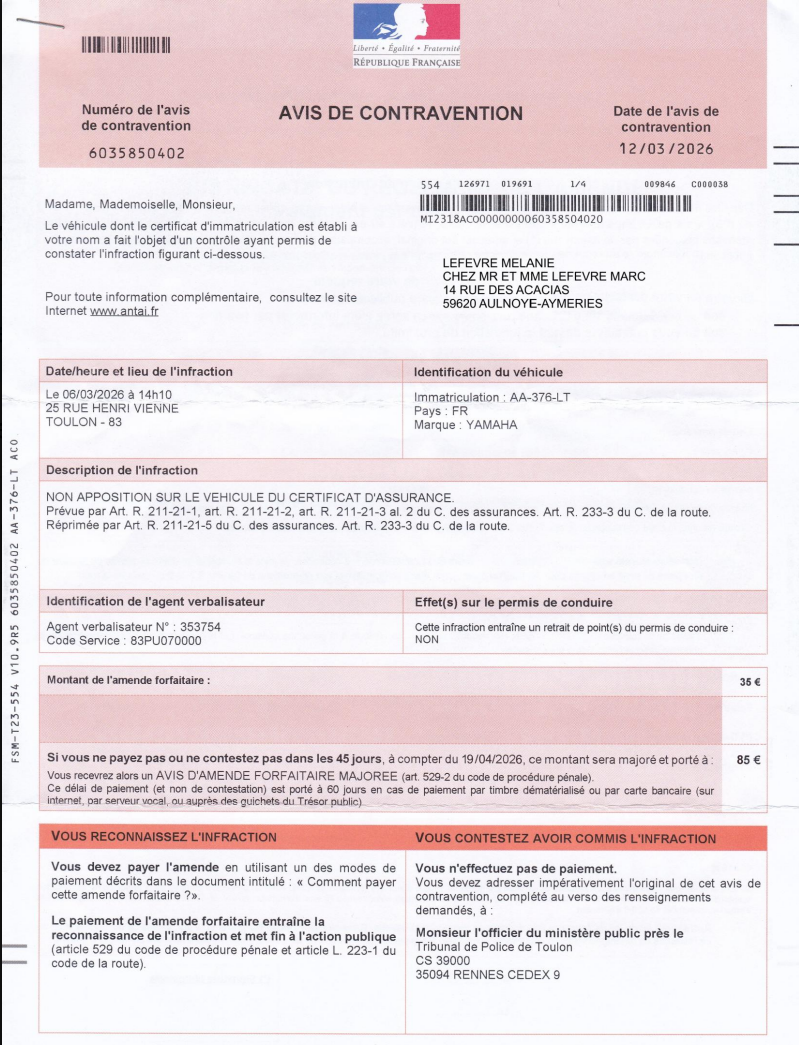 Liberté • Égalité • Fraternité
RÉPUBLIQUE FRANÇAISE
Numéro de l'avis
de contravention
6035850402
AVIS DE CONTRAVENTION
Date de l'avis de
contravention
12/03/2026
554 126971 019691 1/4 009846 C000038
MI2318ACO0000000060358504020
Madame, Mademoiselle, Monsieur,
Le véhicule dont le certificat d'immatriculation est établi à
votre nom a fait l'objet d'un contrôle ayant permis de
constater l'infraction figurant ci-dessous.
Pour toute information complémentaire, consultez le site
Internet www.antai.fr
LEFEVRE MELANIE
CHEZ MR ET MME LEFEVRE MARC
14 RUE DES ACACIAS
59620 AULNOYE-AYMERIES
Date/heure et lieu de l'infraction
Le 06/03/2026 à 14h10
25 RUE HENRI VIENNE
TOULON - 83
Identification du véhicule
Immatriculation : AA-376-LT
Pays : FR
Marque : YAMAHA
Description de l'infraction
NON APPOSITION SUR LE VEHICULE DU CERTIFICAT D'ASSURANCE.
Prévue par Art. R. 211-21-1, art. R. 211-21-2, art. R. 211-21-3 al. 2 du C. des assurances. Art. R. 233-3 du C. de la route.
Réprimée par Art. R. 211-21-5 du C. des assurances. Art. R. 233-3 du C. de la route.
Identification de l'agent verbalisateur
Agent verbalisateur N° : 353754
Code Service : 83PU070000
Effet(s) sur le permis de conduire
Cette infraction entraîne un retrait de point(s) du permis de conduire :
NON
Montant de l'amende forfaitaire : 35 €
Si vous ne payez pas ou ne contestez pas dans les 45 jours, à compter du 19/04/2026, ce montant sera majoré et porté à : 85 €
Vous recevrez alors un AVIS D'AMENDE FORFAITAIRE MAJOREE (art. 529-2 du code de procédure pénale).
Ce délai de paiement (et non de contestation) est porté à 60 jours en cas de paiement par timbre dématérialisé ou par carte bancaire (sur
internet, par serveur vocal, ou auprès des guichets du Trésor public).
VOUS RECONNAISSEZ L'INFRACTION
Vous devez payer l'amende en utilisant un des modes de
paiement décrits dans le document intitulé : « Comment payer
cette amende forfaitaire ?».
Le paiement de l'amende forfaitaire entraîne la
reconnaissance de l'infraction et met fin à l'action publique
(article 529 du code de procédure pénale et article L. 223-1 du
code de la route).
VOUS CONTESTEZ AVOIR COMMIS L'INFRACTION
Vous n'effectuez pas de paiement.
Vous devez adresser impérativement l'original de cet avis de
contravention, complété au verso des renseignements
demandés, à :
Monsieur l'officier du ministère public près le
Tribunal de Police de Toulon
CS 39000
35094 RENNES CEDEX 9
FSM-T23-554 V10.9R5 6035850402 AA-376-LT ACO